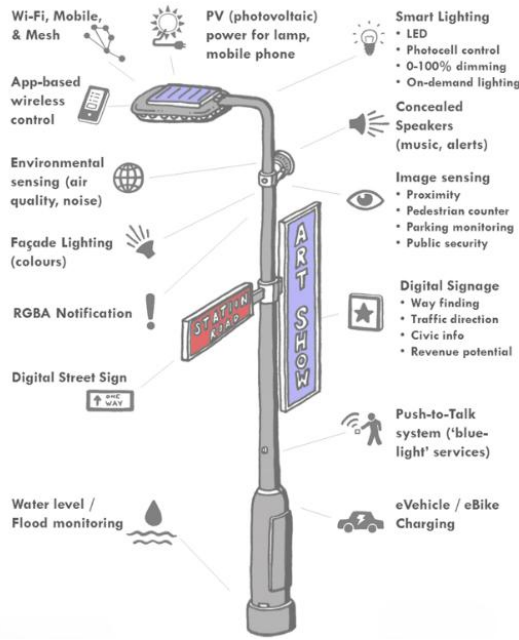 Wi-Fi, Mobile,
& Mesh
PV (photovoltaic)
power for lamp,
mobile phone
Smart Lighting
• LED
• Photocell control
• 0-100% dimming
• On-demand lighting
App-based
wireless
control
Concealed
Speakers
(music, alerts)
Environmental
sensing (air
quality, noise)
Image sensing
• Proximity
• Pedestrian counter
• Parking monitoring
• Public security
Façade Lighting
(colours)
RGBA Notification
STATION
ROAD
ART SHOW
Digital Signage
• Way finding
• Traffic direction
• Civic info
• Revenue potential
Digital Street Sign
ONE
WAY
Push-to-Talk
system (‘blue-
light’ services)
Water level /
Flood monitoring
eVehicle / eBike
Charging